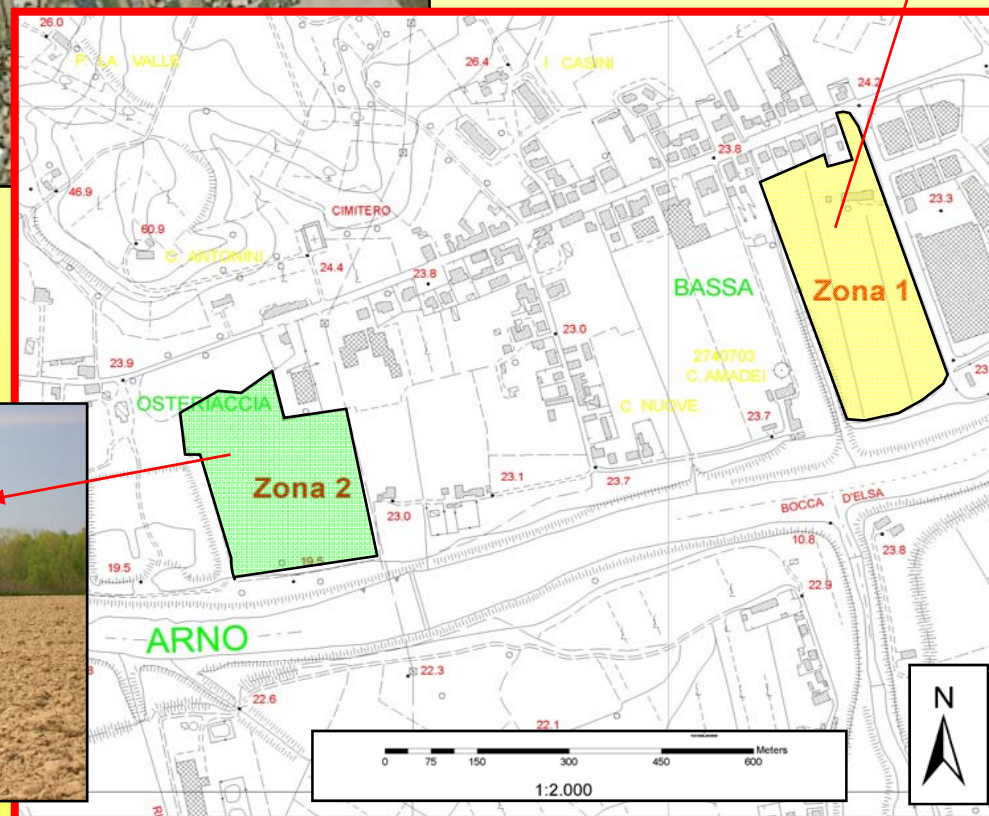 26.0
P. LA VALLE
26.4
I CASINI
24.2
23.8
46.9
CIMITERO
23.3
60.9
C. ANTONINI
24.4
23.8
BASSA
Zona 1
23.0
2740703
C. AMADEI
23.9
23
OSTERIACCIA
C. NUOVE
23.7
Zona 2
23.1
23.7
23.0
BOCCA D'ELSA
10.8
23.8
19.5
19.5
22.9
ARNO
22.3
22.6
22.1
N
0 75 150 300 450 600 Meters
1:2.000